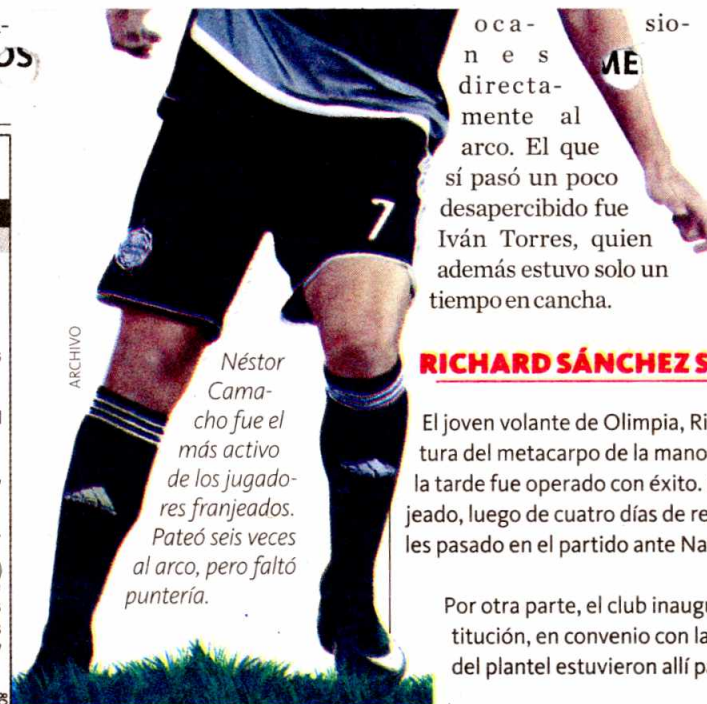 OS
oca- sio-
nes
ME
directa-
mente al
arco. El que
sí pasó un poco
desapercibido fue
Iván Torres, quien
además estuvo solo un
tiempo en cancha.
7
ARCHIVO
Néstor
Cama-
cho fue el
más activo
de los jugado-
res franjeados.
Pateó seis veces
al arco, pero faltó
puntería.
RICHARD SÁNCHEZ S
El joven volante de Olimpia, Ri
tura del metacarpo de la mano
la tarde fue operado con éxito.
jeado, luego de cuatro días de re
les pasado en el partido ante Na
Por otra parte, el club inaugu
titución, en convenio con la
del plantel estuvieron allí p